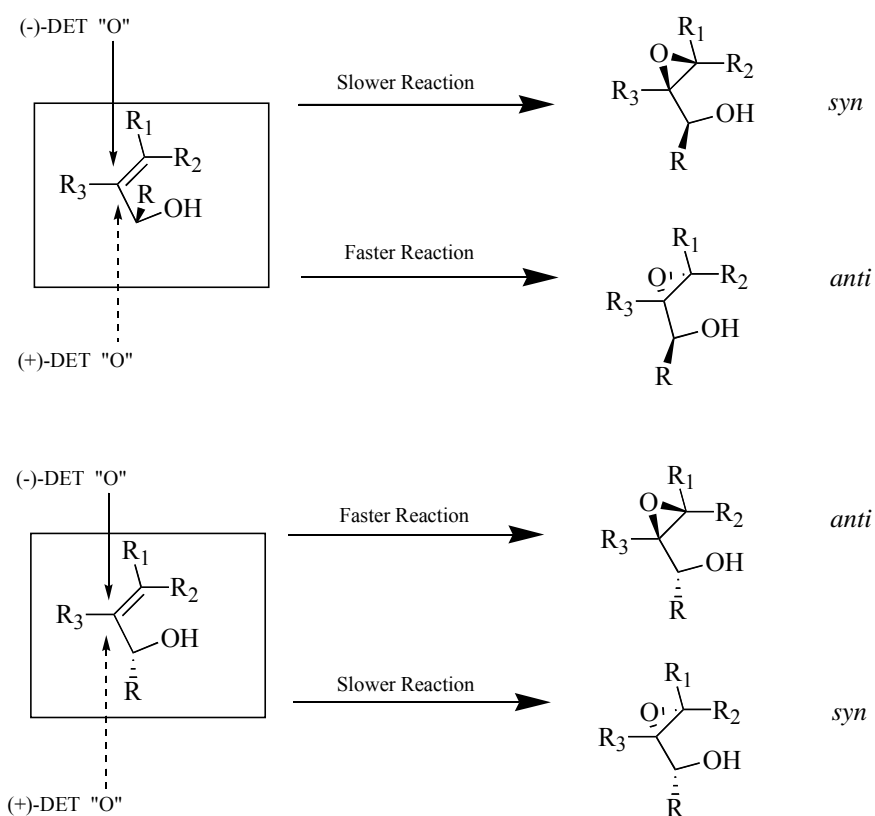 (-)-DET "O"
R1
R2
R3
R
OH
Slower Reaction
R1
O
R2
R3
OH
R
syn
Faster Reaction
R1
O
R2
R3
OH
R
anti
(+)-DET "O"
(-)-DET "O"
R1
R2
R3
OH
R
Faster Reaction
R1
O
R2
R3
OH
R
anti
Slower Reaction
R1
O
R2
R3
OH
R
syn
(+)-DET "O"